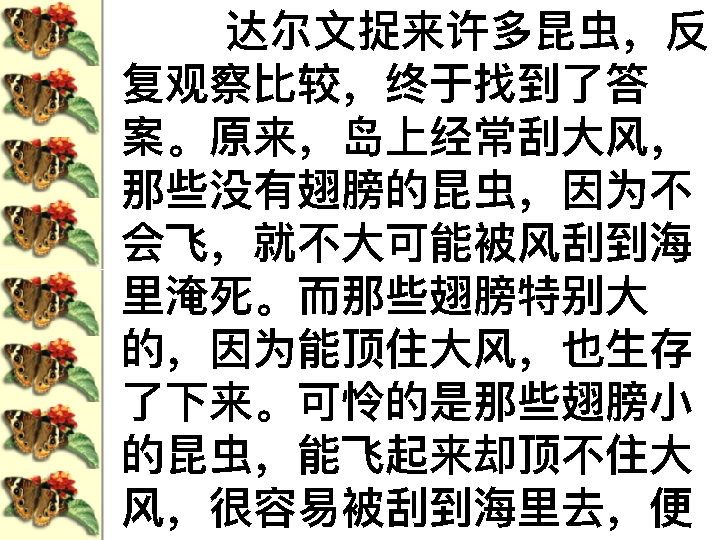 达尔文捉来许多昆虫，反
复观察比较，终于找到了答
案。原来，岛上经常刮大风，
那些没有翅膀的昆虫，因为不
会飞，就不大可能被风刮到海
里淹死。而那些翅膀特别大
的，因为能顶住大风，也生存
了下来。可怜的是那些翅膀小
的昆虫，能飞起来却顶不住大
风，很容易被刮到海里去，便